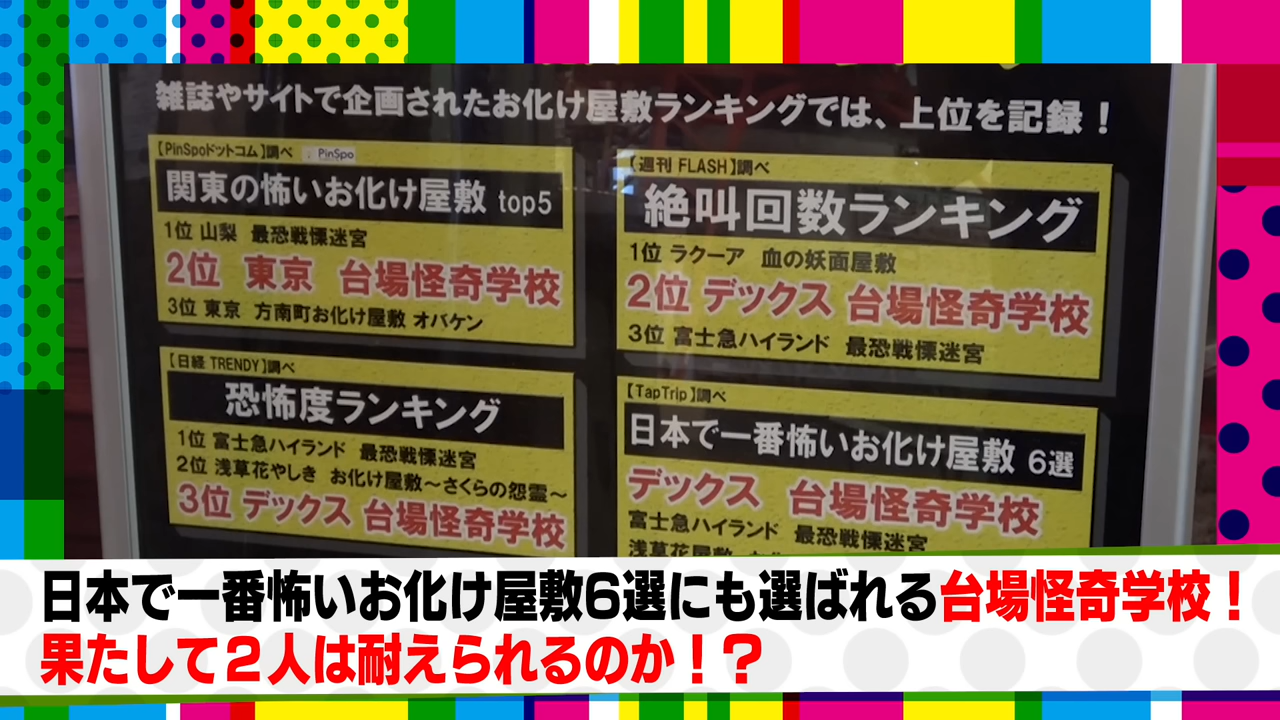 雑誌やサイトで企画されたお化け屋敷ランキングでは、上位を記録！
【PinSpoドットコム】調べ PinSpo
関東の怖いお化け屋敷 top5
1位 山梨 最恐戦慄迷宮
2位 東京 台場怪奇学校
3位 東京 方南町お化け屋敷 オバケン
【週刊 FLASH】調べ
絶叫回数ランキング
1位 ラクーア 血の妖面屋敷
2位 デックス 台場怪奇学校
3位 富士急ハイランド 最恐戦慄迷宮
【日経 TRENDY】調べ
恐怖度ランキング
1位 富士急ハイランド 最恐戦慄迷宮
2位 浅草花やしき お化け屋敷～さくらの怨霊～
3位 デックス 台場怪奇学校
【TapTrip】調べ
日本で一番怖いお化け屋敷 6選
デックス 台場怪奇学校
富士急ハイランド 最恐戦慄迷宮
浅草花屋敷
日本で一番怖いお化け屋敷6選にも選ばれる台場怪奇学校！
果たして２人は耐えられるのか！？